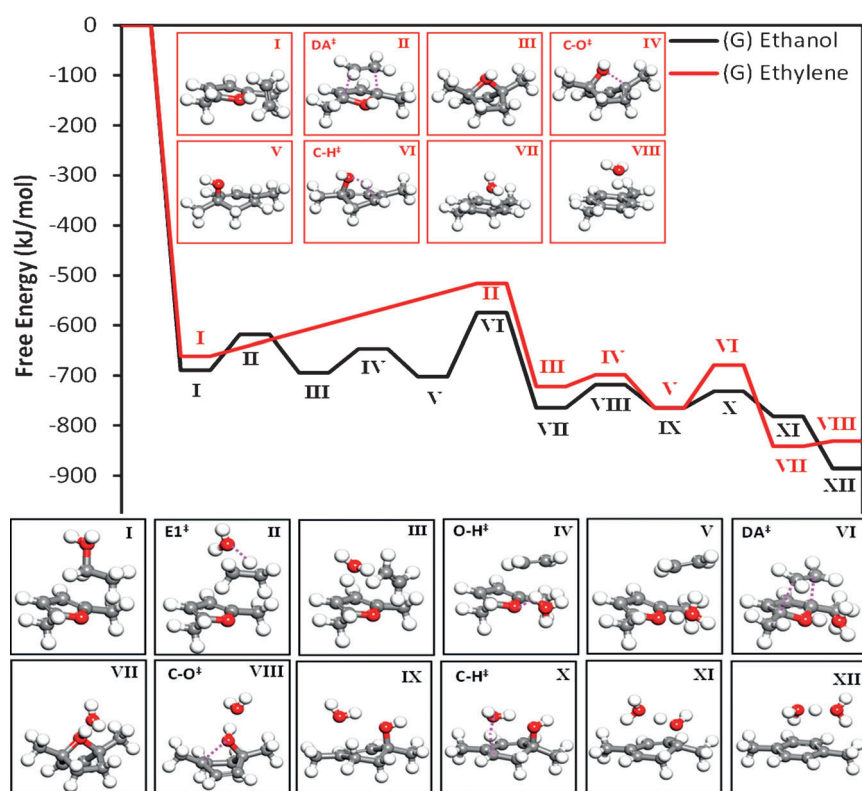 0
-100
-200
-300
-400
-500
-600
-700
-800
-900
Free Energy (kJ/mol)
(G) Ethanol
(G) Ethylene
I
DA‡ II
III
C-O‡ IV
V
C-H‡ VI
VII
VIII
I
II
III
IV
V
VI
VII
VIII
I
II
III
IV
V
VI
VII
VIII
IX
X
XI
XII
I
E1‡ II
III
O-H‡ IV
V
DA‡ VI
VII
C-O‡ VIII
IX
C-H‡ X
XI
XII